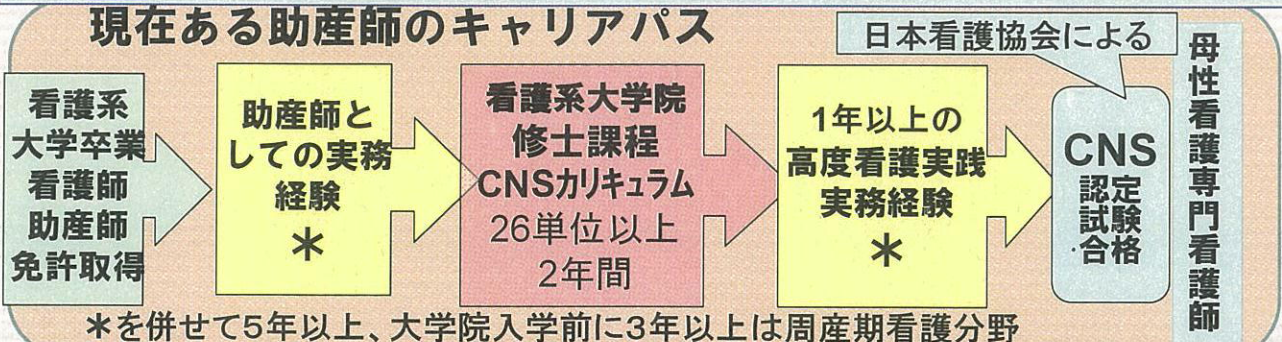 現在ある助産師のキャリアパス
日本看護協会による
看護系
大学卒業
看護師
助産師
免許取得
助産師と
しての実務
経験
＊
看護系大学院
修士課程
CNSカリキュラム
26単位以上
2年間
1年以上の
高度看護実践
実務経験
＊
CNS
認定
試験
合格
母性看護専門看護師
＊を併せて5年以上、大学院入学前に3年以上は周産期看護分野